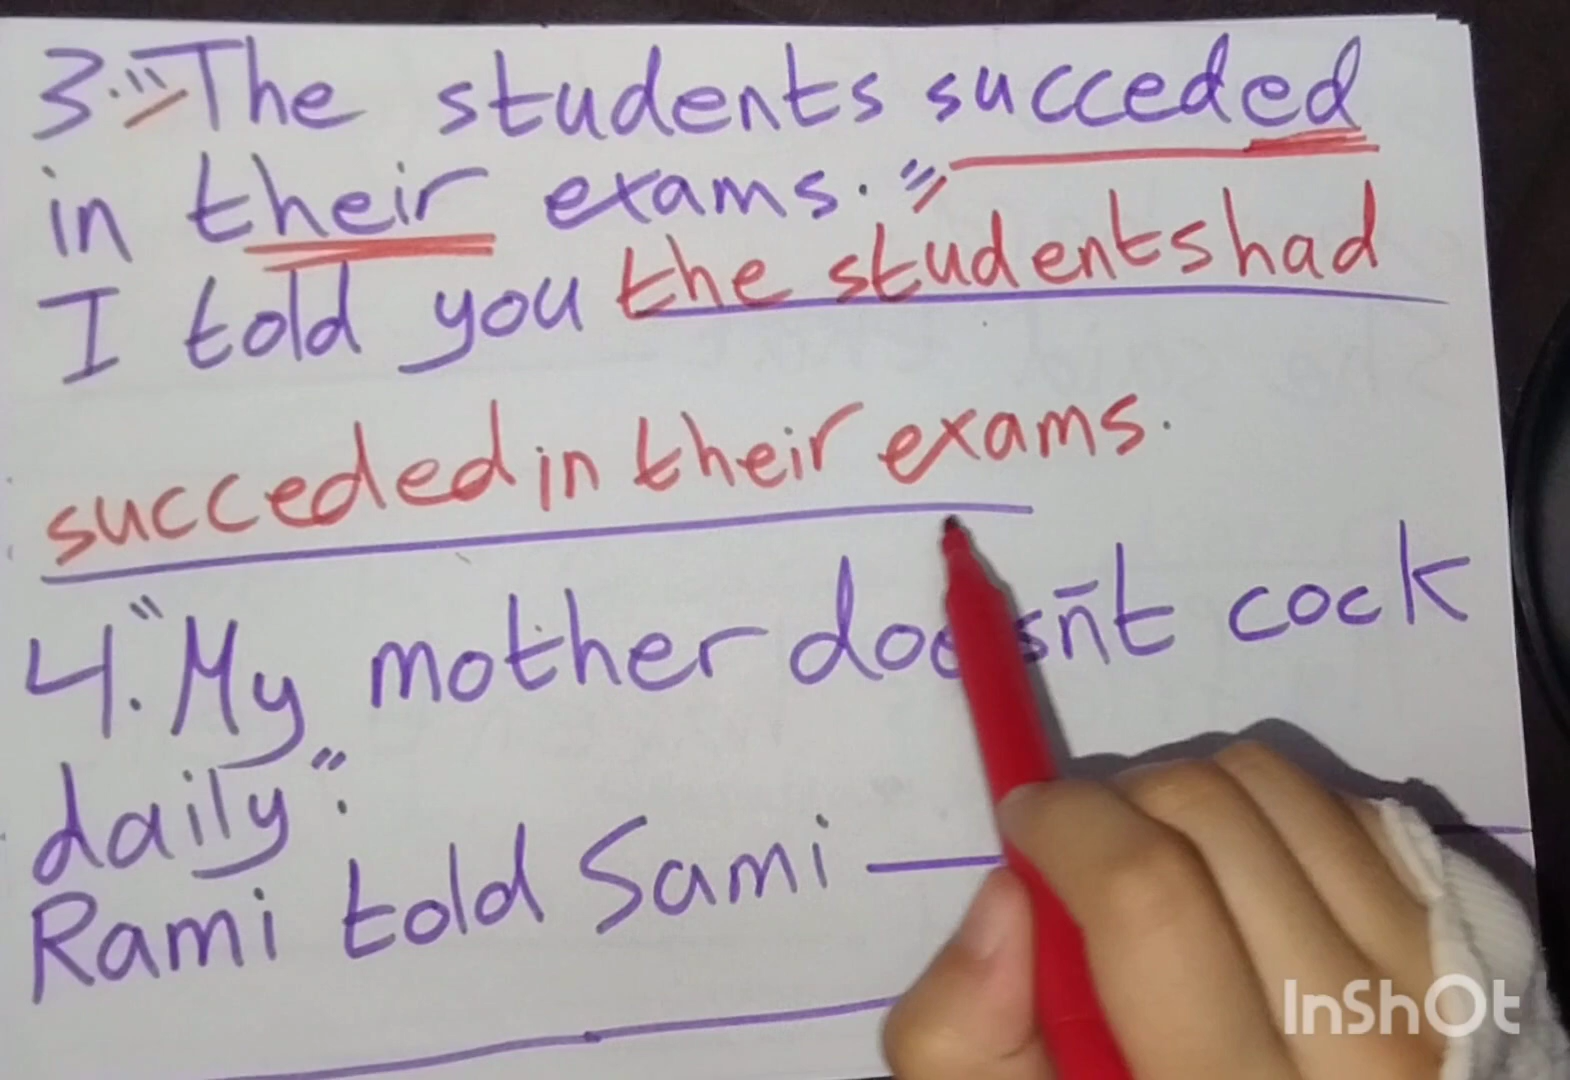 3. "The students succeded
in their exams."
I told you the students had
succeded in their exams.
4. "My mother doesn't cock
daily".
Rami told Sami
InShOt